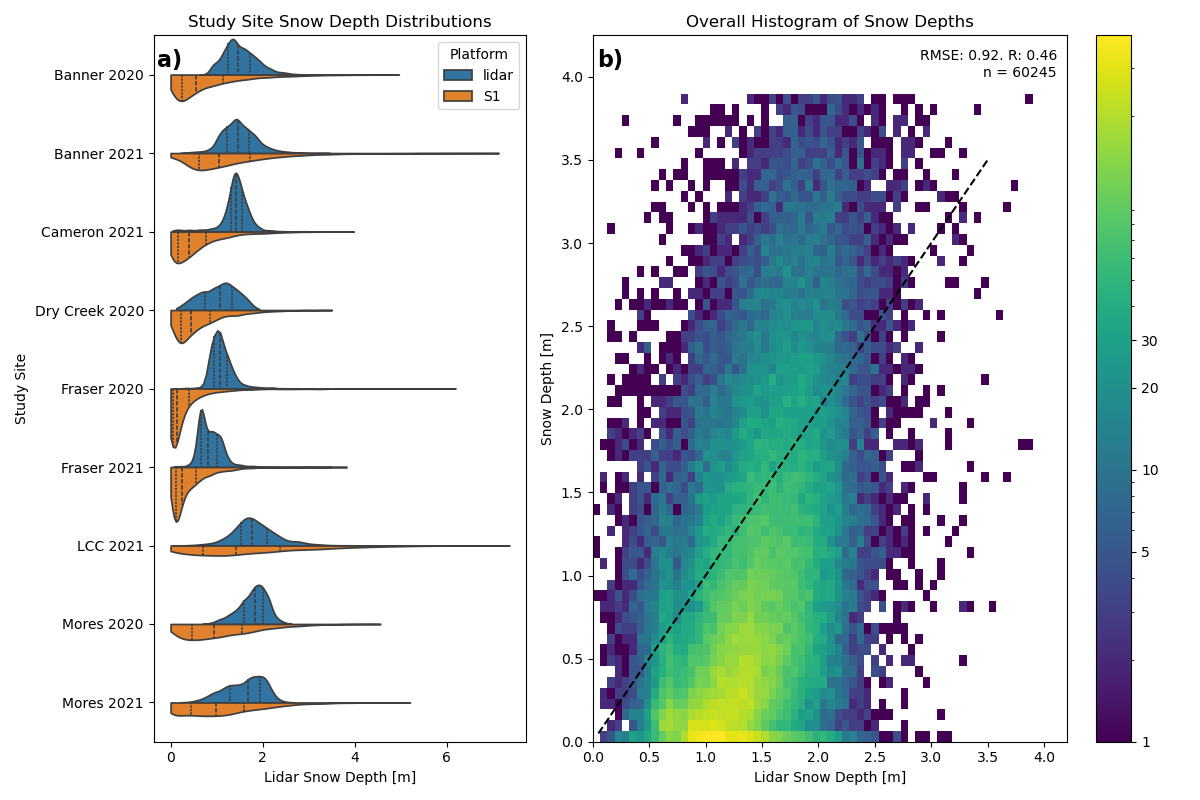 Study Site Snow Depth Distributions
a)
Platform
lidar
S1
Banner 2020
Banner 2021
Cameron 2021
Dry Creek 2020
Fraser 2020
Fraser 2021
LCC 2021
Mores 2020
Mores 2021
Study Site
0 2 4 6
Lidar Snow Depth [m]
Overall Histogram of Snow Depths
b)
RMSE: 0.92. R: 0.46
n = 60245
4.0
3.5
3.0
2.5
2.0
1.5
1.0
0.5
0.0
Snow Depth [m]
0.0 0.5 1.0 1.5 2.0 2.5 3.0 3.5 4.0
Lidar Snow Depth [m]
30
20
10
5
1